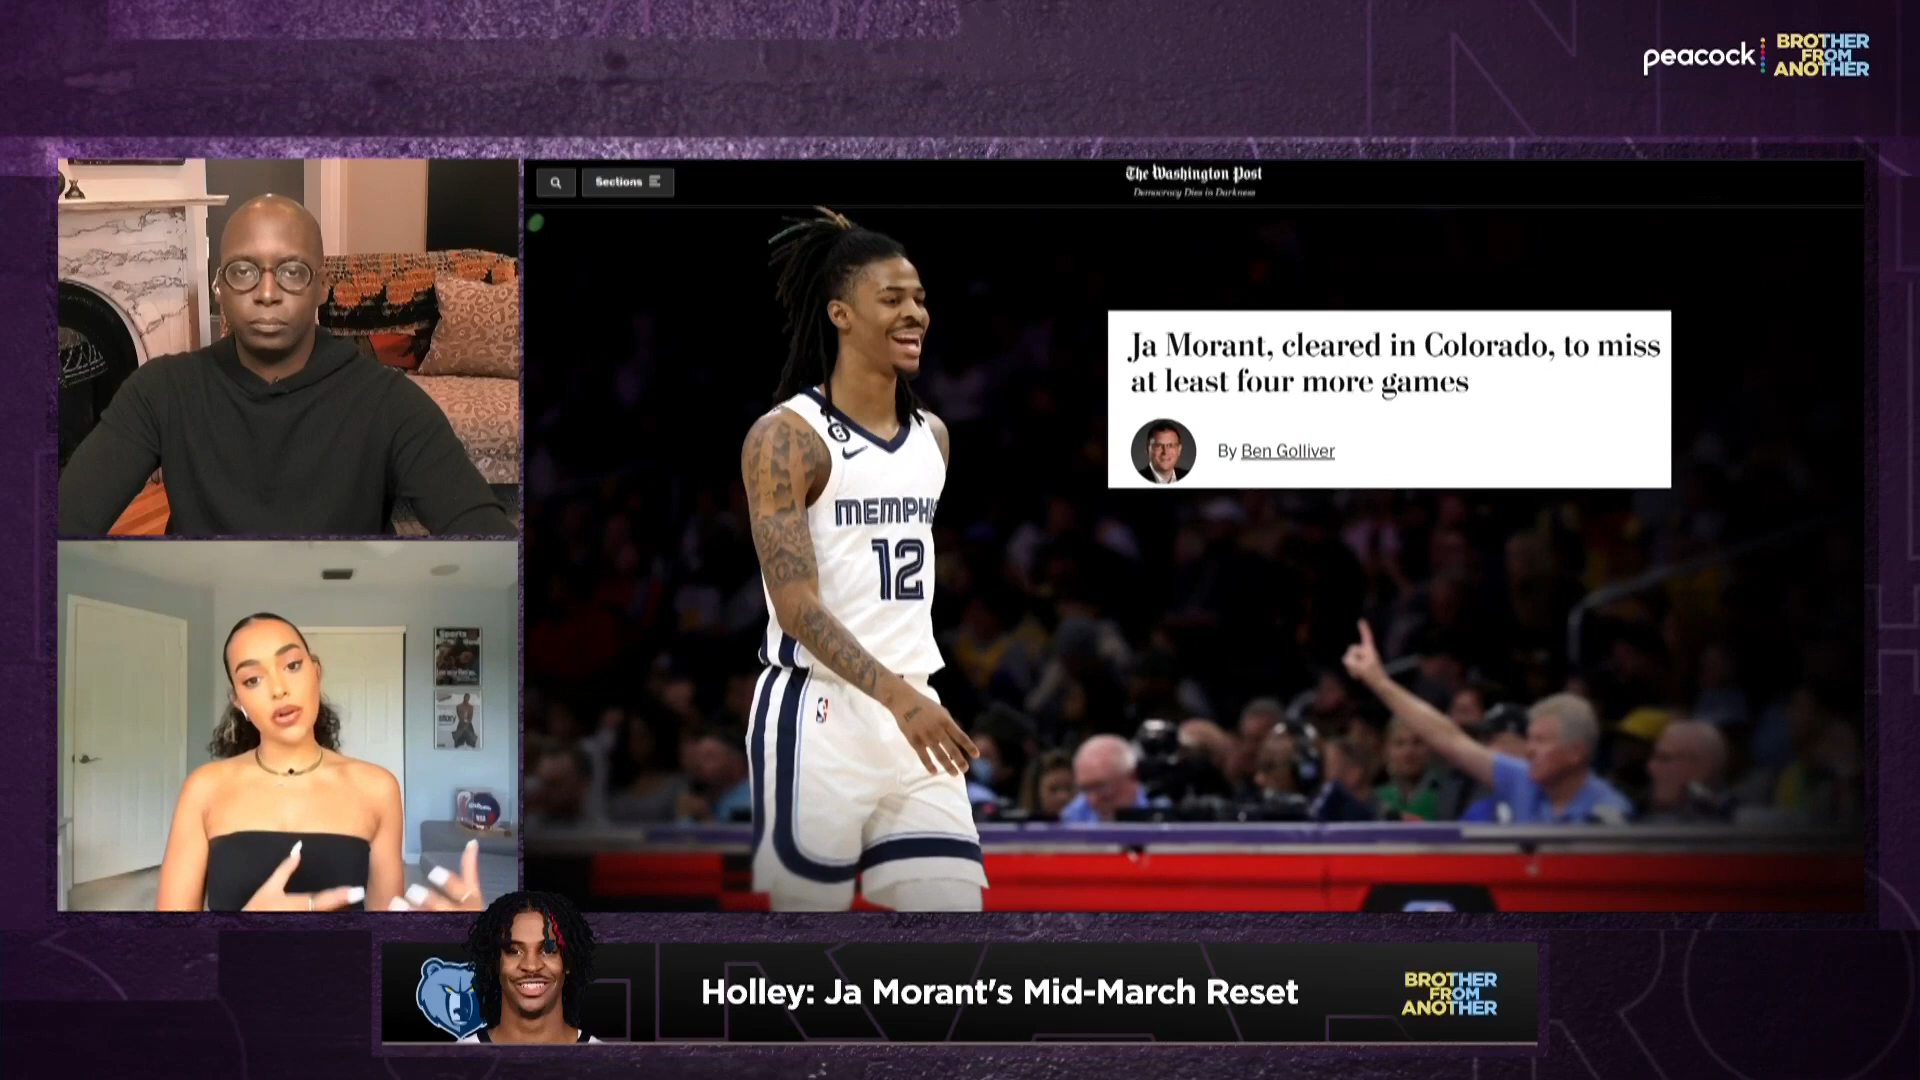 peacock
BROTHER
FROM
ANOTHER
Sections
The Washington Post
Democracy Dies in Darkness
Ja Morant, cleared in Colorado, to miss
at least four more games
By Ben Golliver
MEMPHIS
12
Sports
story
Holley: Ja Morant's Mid-March Reset
BROTHER
FROM
ANOTHER